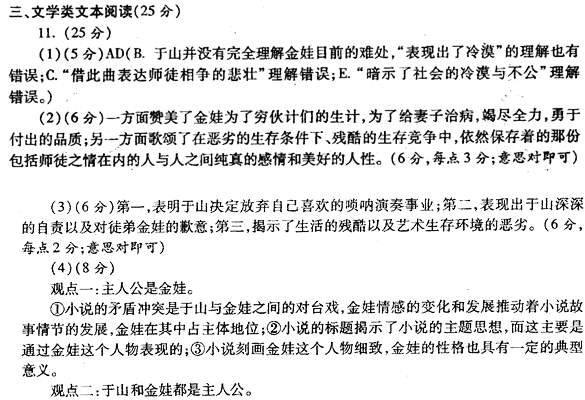 三、文学类文本阅读(25分)
11. (25分)
(1)(5分)AD(B. 于山并没有完全理解金娃目前的难处,“表现出了冷漠”的理解也有
错误;C.“借此曲表达师徒相争的悲壮”理解错误;E.“暗示了社会的冷漠与不公”理解
错误。)
(2)(6分)一方面赞美了金娃为了穷伙计们的生计,为了给妻子治病,竭尽全力,勇于
付出的品质;另一方面歌颂了在恶劣的生存条件下、残酷的生存竞争中,依然保存着的那份
包括师徒之情在内的人与人之间纯真的感情和美好的人性。(6分,每点3分;意思对即可)
(3)(6分)第一,表明于山决定放弃自己喜欢的唢呐演奏事业;第二,表现出于山深深
的自责以及对徒弟金娃的歉意;第三,揭示了生活的残酷以及艺术生存环境的恶劣。(6分,
每点2分;意思对即可)
(4)(8分)
观点一:主人公是金娃。
①小说的矛盾冲突是于山与金娃之间的对台戏,金娃情感的变化和发展推动着小说故
事情节的发展,金娃在其中占主体地位;②小说的标题揭示了小说的主题思想,而这主要是
通过金娃这个人物表现的;③小说刻画金娃这个人物细致,金娃的性格也具有一定的典型
意义。
观点二:于山和金娃都是主人公。